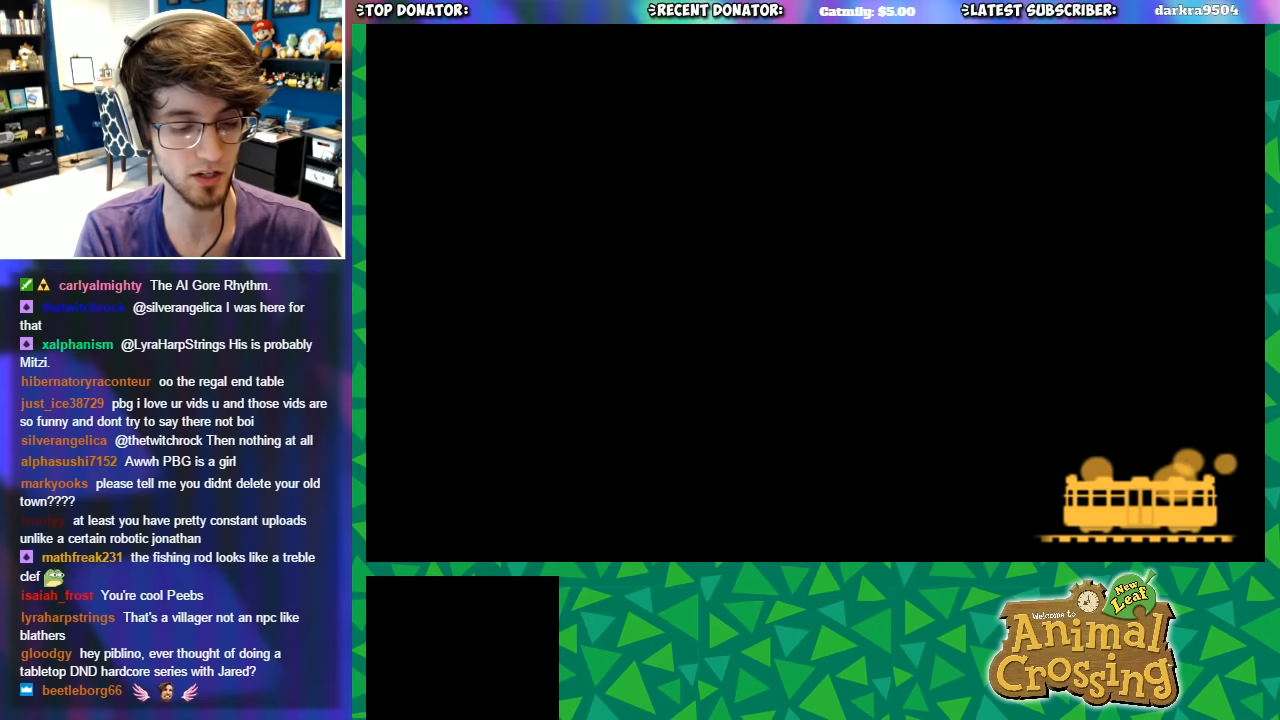 TOP DONATOR:
RECENT DONATOR:
Catmily: $5.00
LATEST SUBSCRIBER:
darkra9504
carlyalmighty The AI Gore Rhythm.
thetwitchrock @silverangelica I was here for
that
xalphanism @LyraHarpStrings His is probably
Mitzi.
hibernatoryraconteur oo the regal end table
just_ice38729 pbg i love ur vids u and those vids are
so funny and dont try to say there not boi
silverangelica @thetwitchrock Then nothing at all
alphasushi7152 Awwh PBG is a girl
markyooks please tell me you didnt delete your old
town????
at least you have pretty constant uploads
unlike a certain robotic jonathan
mathfreak231 the fishing rod looks like a treble
clef
isaiah_frost You're cool Peebs
lyraharpstrings That's a villager not an npc like
blathers
gloodgy hey piblino, ever thought of doing a
tabletop DND hardcore series with Jared?
beetleborg66
Welcome to
Animal
Crossing
New
Leaf